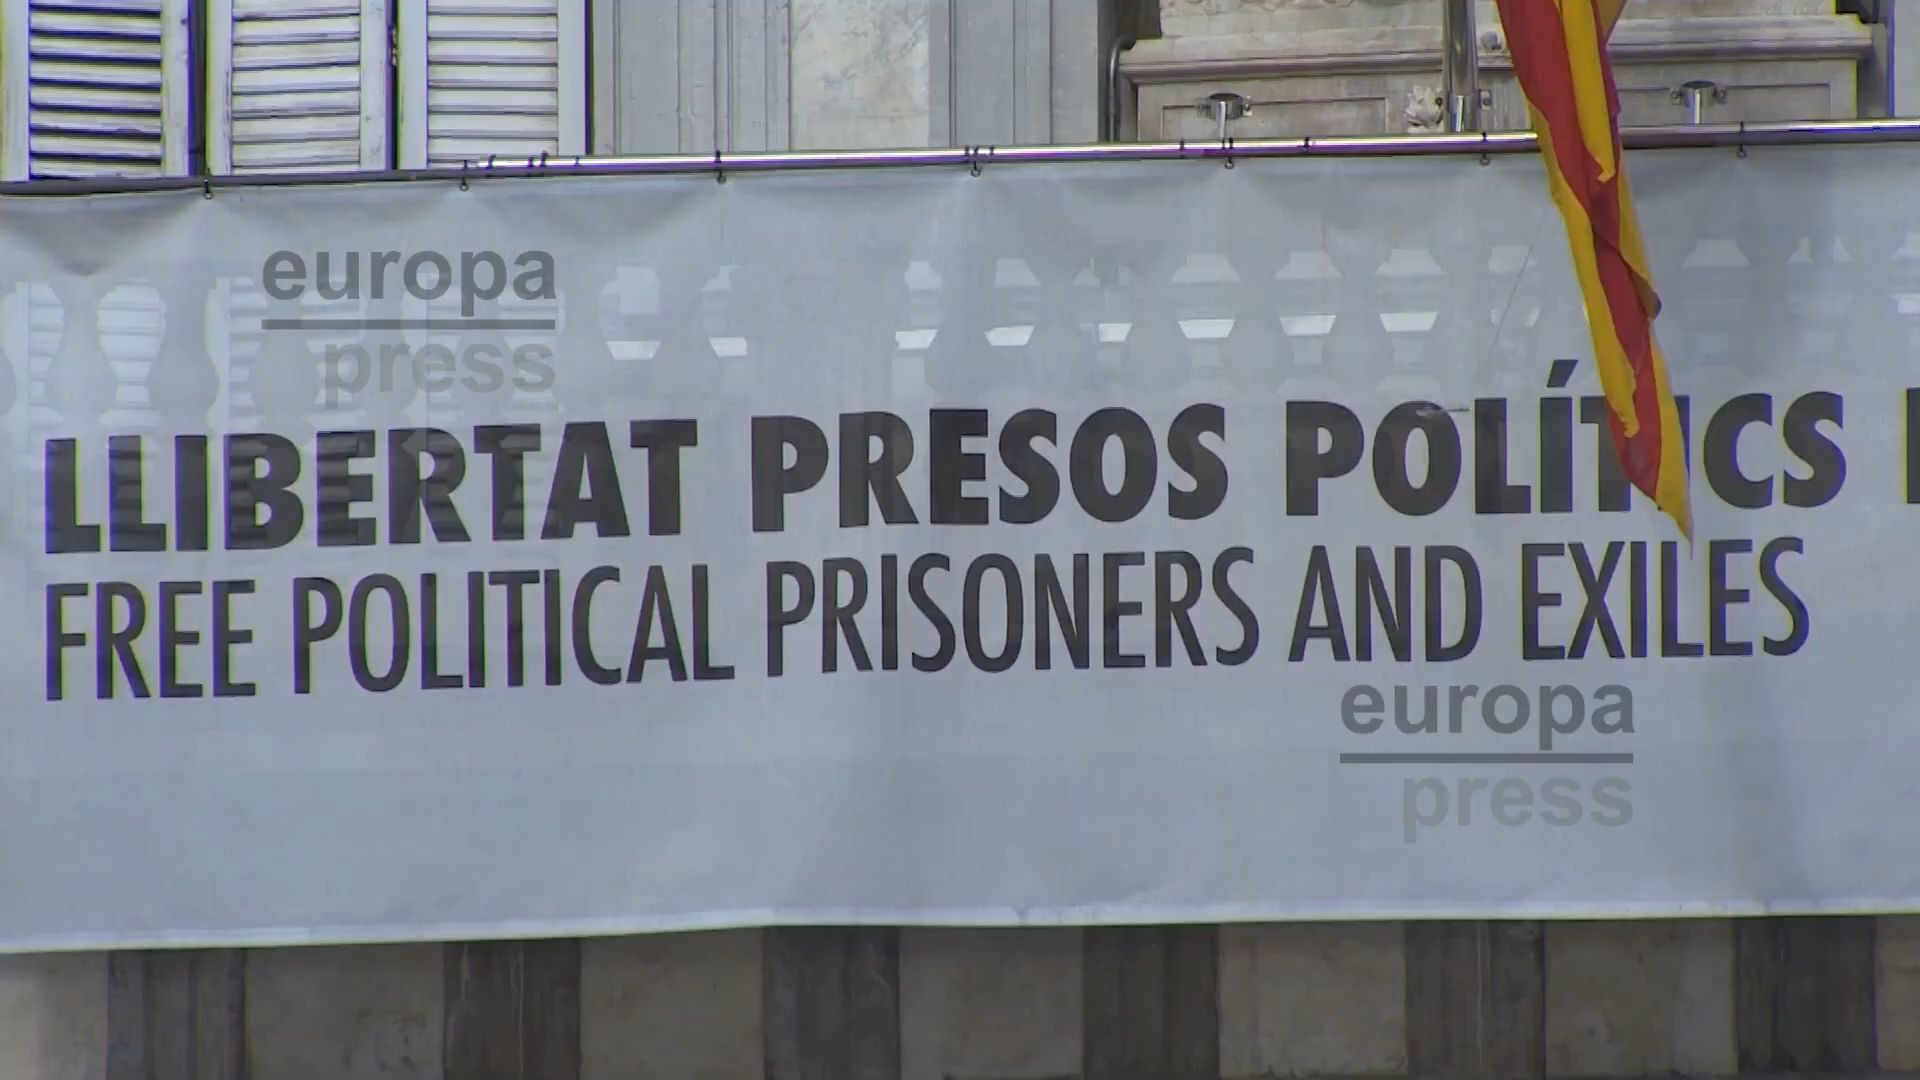 europa
press
LLIBERTAT PRESOS POLÍTICS
FREE POLITICAL PRISONERS AND EXILES
europa
press